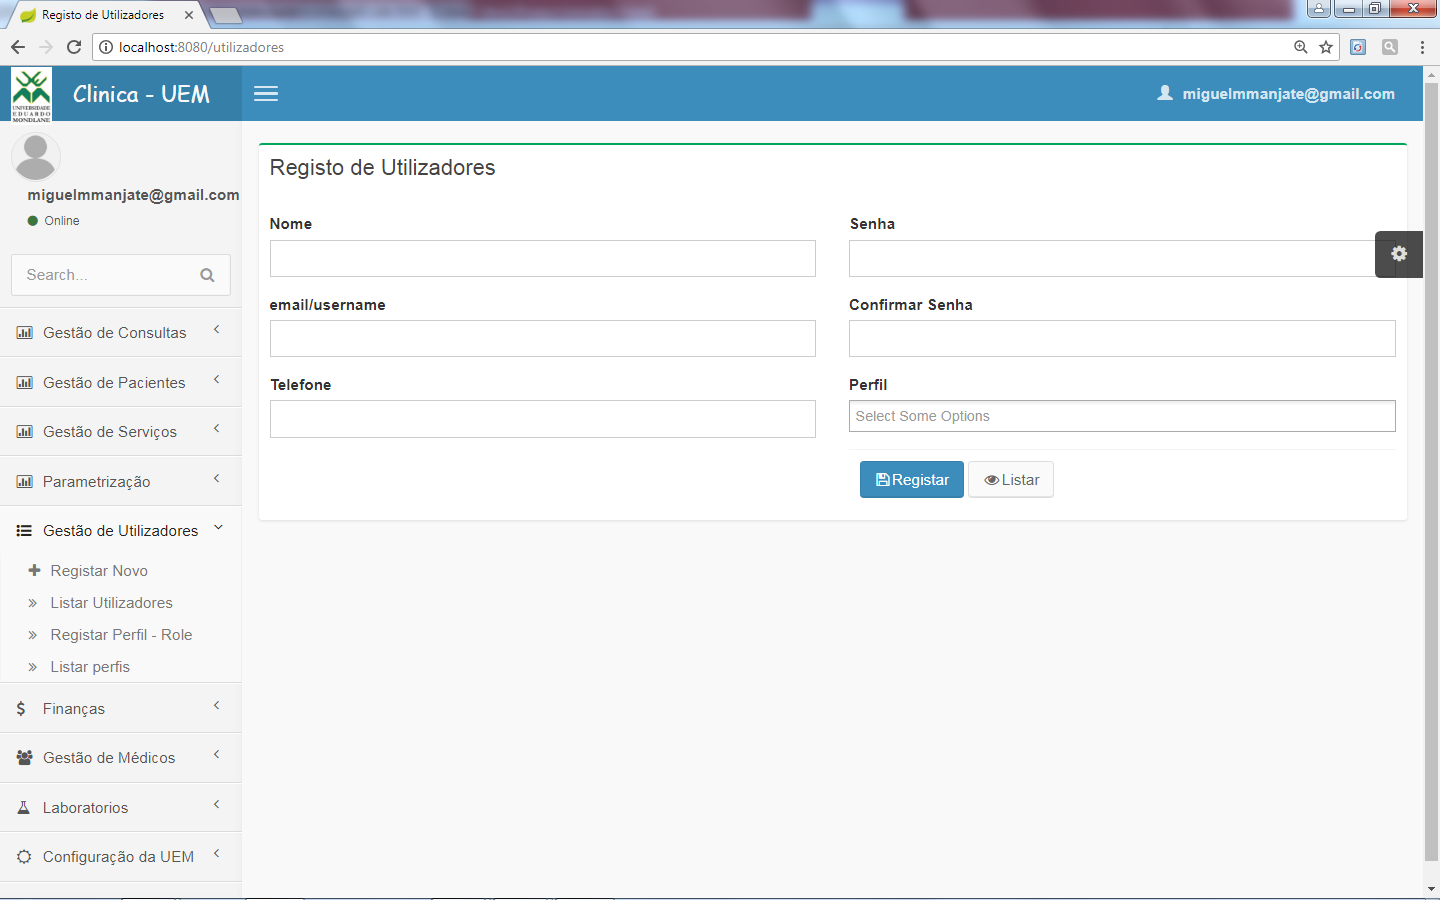 Registo de Utilizadores
localhost:8080/utilizadores
UNIVERSIDADE
EDUARDO
MONDLANE
Clinica - UEM
miguelmmanjate@gmail.com
miguelmmanjate@gmail.com
Online
Search...
Gestão de Consultas
Gestão de Pacientes
Gestão de Serviços
Parametrização
Gestão de Utilizadores
Registar Novo
Listar Utilizadores
Registar Perfil - Role
Listar perfis
Finanças
Gestão de Médicos
Laboratorios
Configuração da UEM
Registo de Utilizadores
Nome
Senha
email/username
Confirmar Senha
Telefone
Perfil
Select Some Options
Registar
Listar